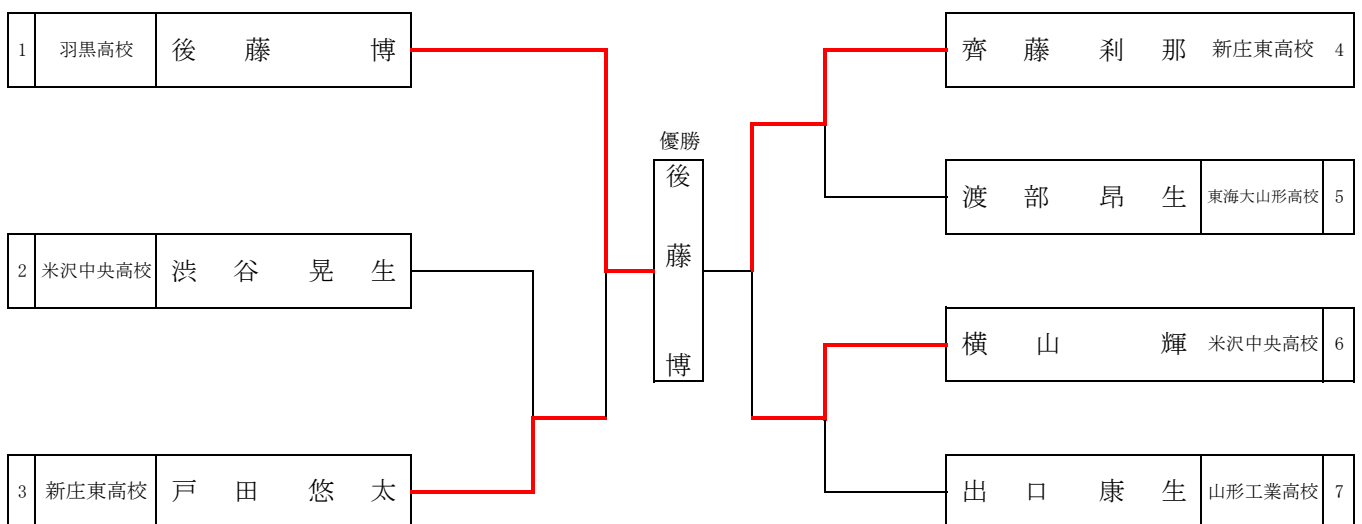 1 羽黒高校 後藤 博
2 米沢中央高校 渋谷 晃生
3 新庄東高校 戸田 悠太
優勝
後藤 博
齊藤 刹那 新庄東高校 4
渡部 昂生 東海大山形高校 5
横山 輝 米沢中央高校 6
出口 康生 山形工業高校 7